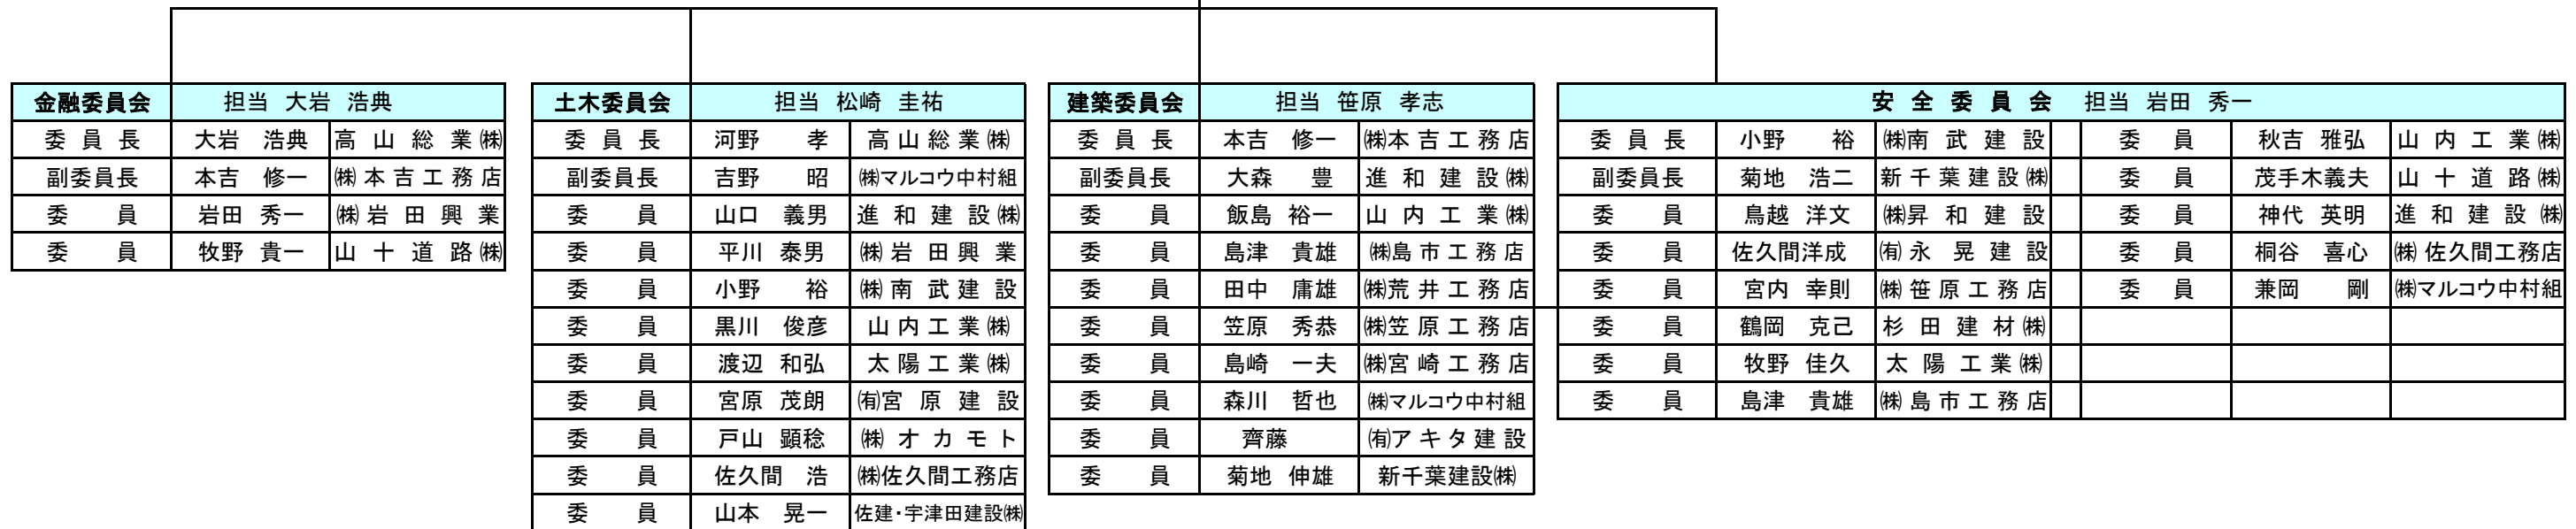 金融委員会 担当 大岩 浩典
委員長 大岩 浩典 高山総業㈱
副委員長 本吉 修一 ㈱本吉工務店
委員 岩田 秀一 ㈱岩田興業
委員 牧野 貴一 山十道路㈱
土木委員会 担当 松崎 圭祐
委員長 河野 孝 高山総業㈱
副委員長 吉野 昭 ㈱マルコウ中村組
委員 山口 義男 進和建設㈱
委員 平川 泰男 ㈱岩田興業
委員 小野 裕 ㈱南武建設
委員 黒川 俊彦 山内工業㈱
委員 渡辺 和弘 太陽工業㈱
委員 宮原 茂朗 ㈲宮原建設
委員 戸山 顕稔 ㈱オカモト
委員 佐久間 浩 ㈱佐久間工務店
委員 山本 晃一 佐建・宇津田建設㈱
建築委員会 担当 笹原 孝志
委員長 本吉 修一 ㈱本吉工務店
副委員長 大森 豊 進和建設㈱
委員 飯島 裕一 山内工業㈱
委員 島津 貴雄 ㈱島市工務店
委員 田中 庸雄 ㈱荒井工務店
委員 笠原 秀恭 ㈱笠原工務店
委員 島崎 一夫 ㈱宮崎工務店
委員 森川 哲也 ㈱マルコウ中村組
委員 齊藤 ㈲アキタ建設
委員 菊地 伸雄 新千葉建設㈱
安全委員会 担当 岩田 秀一
委員長 小野 裕 ㈱南武建設 委員 秋吉 雅弘 山内工業㈱
副委員長 菊地 浩二 新千葉建設㈱ 委員 茂手木義夫 山十道路㈱
委員 鳥越 洋文 ㈱昇和建設 委員 神代 英明 進和建設㈱
委員 佐久間洋成 ㈲永晃建設 委員 桐谷 喜心 ㈱佐久間工務店
委員 宮内 幸則 ㈱笹原工務店 委員 兼岡 剛 ㈱マルコウ中村組
委員 鶴岡 克己 杉田建材㈱
委員 牧野 佳久 太陽工業㈱
委員 島津 貴雄 ㈱島市工務店